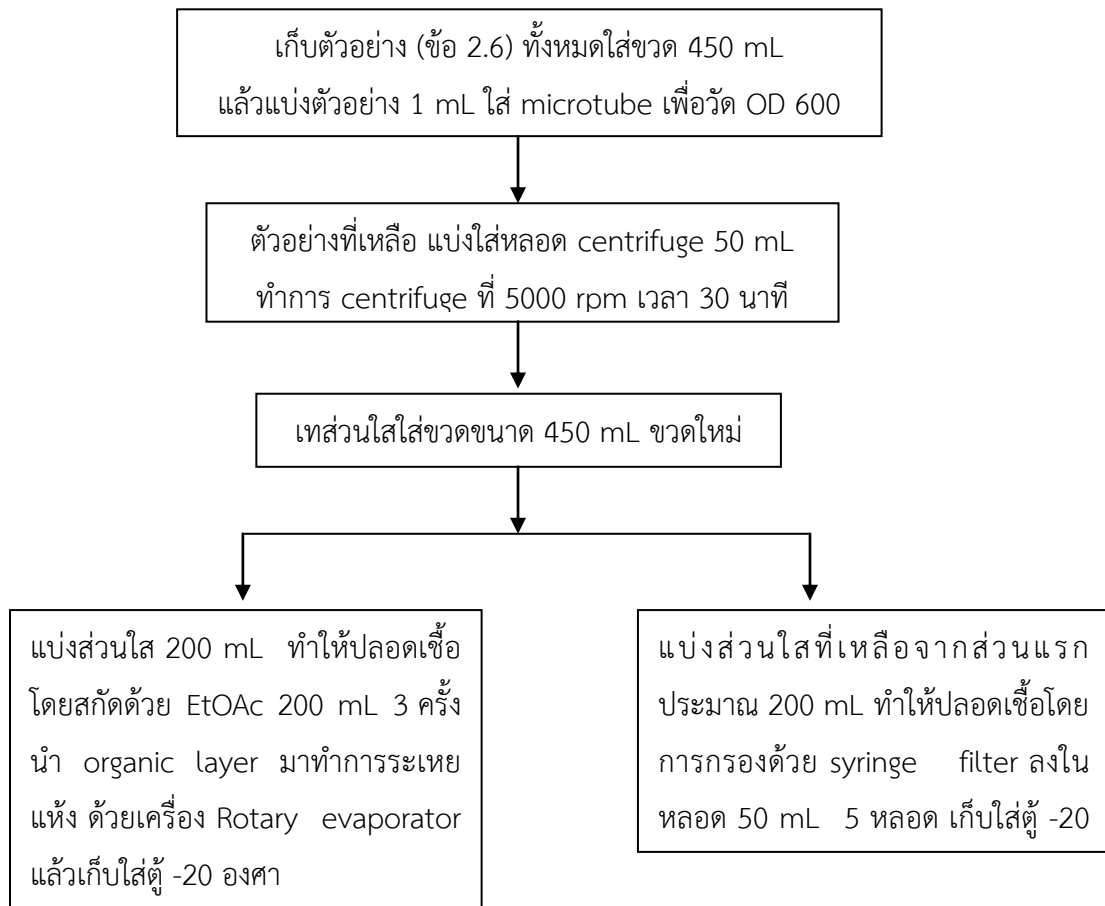 เก็บตัวอย่าง (ข้อ 2.6) ทั้งหมดใส่ขวด 450 mL
แล้วแบ่งตัวอย่าง 1 mL ใส่ microtube เพื่อวัด OD 600
ตัวอย่างที่เหลือ แบ่งใส่หลอด centrifuge 50 mL
ทำการ centrifuge ที่ 5000 rpm เวลา 30 นาที
เทส่วนใสใส่ขวดขนาด 450 mL ขวดใหม่
แบ่งส่วนใส 200 mL ทำให้ปลอดเชื้อ
โดยสกัดด้วย EtOAc 200 mL 3 ครั้ง
นำ organic layer มาทำการระเหย
แห้ง ด้วยเครื่อง Rotary evaporator
แล้วเก็บใส่ตู้ -20 องศา
แบ่งส่วนใสที่เหลือจากส่วนแรก
ประมาณ 200 mL ทำให้ปลอดเชื้อโดย
การกรองด้วย syringe filter ลงใน
หลอด 50 mL 5 หลอด เก็บใส่ตู้ -20